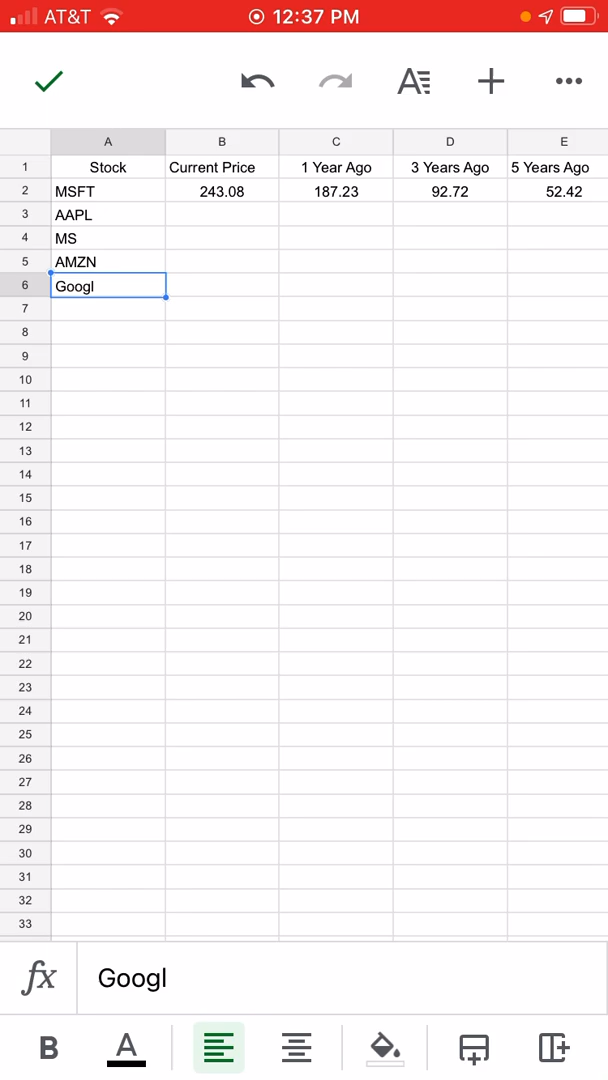 AT&T 12:37 PM
A B C D E
1 Stock Current Price 1 Year Ago 3 Years Ago 5 Years Ago
2 MSFT 243.08 187.23 92.72 52.42
3 AAPL
4 MS
5 AMZN
6 Googl
7
8
9
10
11
12
13
14
15
16
17
18
19
20
21
22
23
24
25
26
27
28
29
30
31
32
33
fx Googl
B A